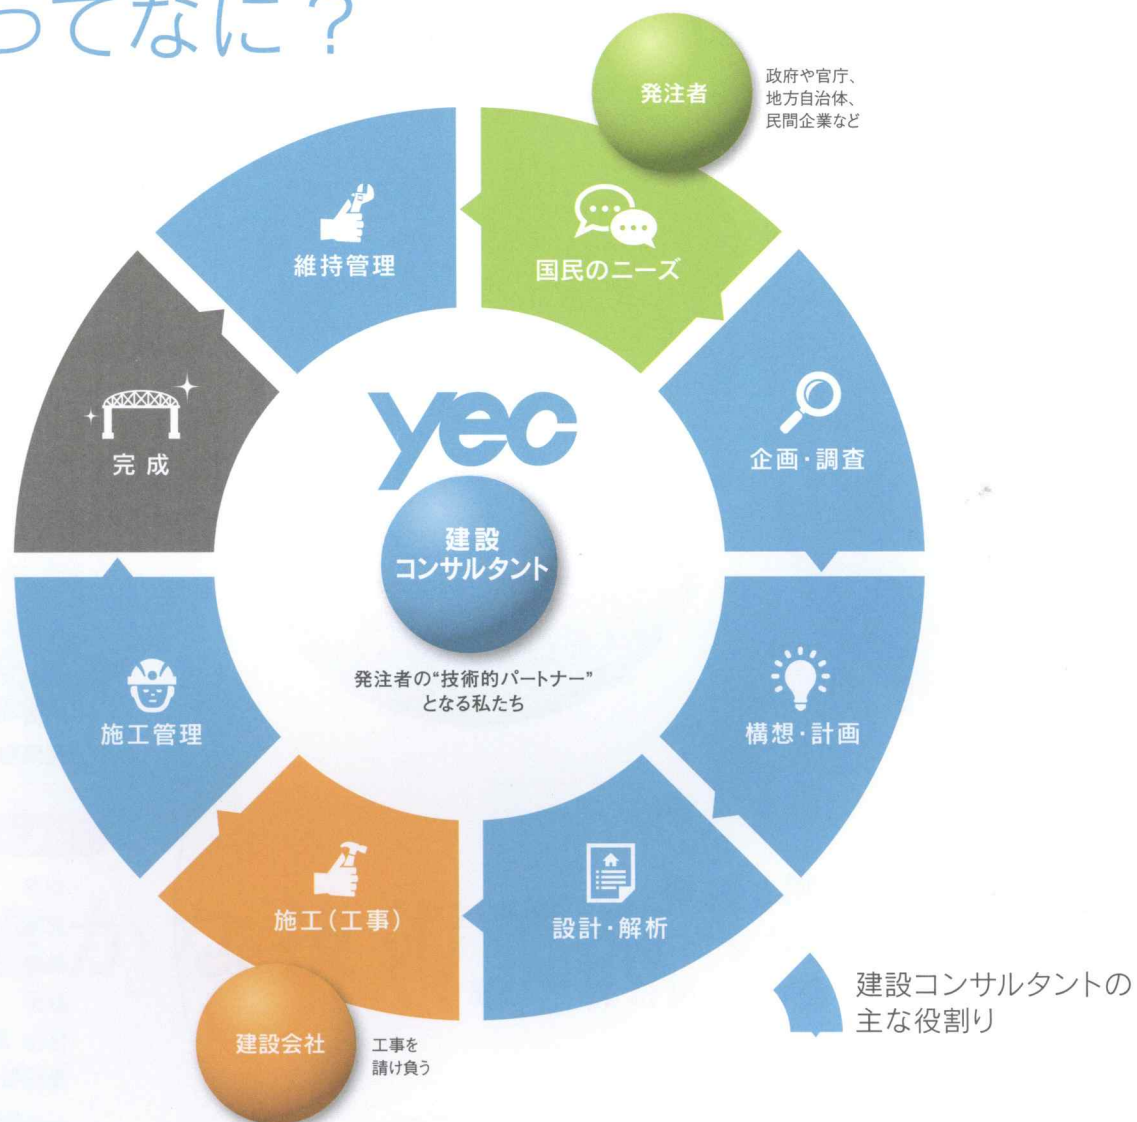 ってなに？
発注者
政府や官庁、
地方自治体、
民間企業など
国民のニーズ
企画・調査
構想・計画
設計・解析
施工（工事）
建設会社
工事を
請け負う
施工管理
完成
維持管理
yec
建設
コンサルタント
発注者の“技術的パートナー”
となる私たち
建設コンサルタントの
主な役割り